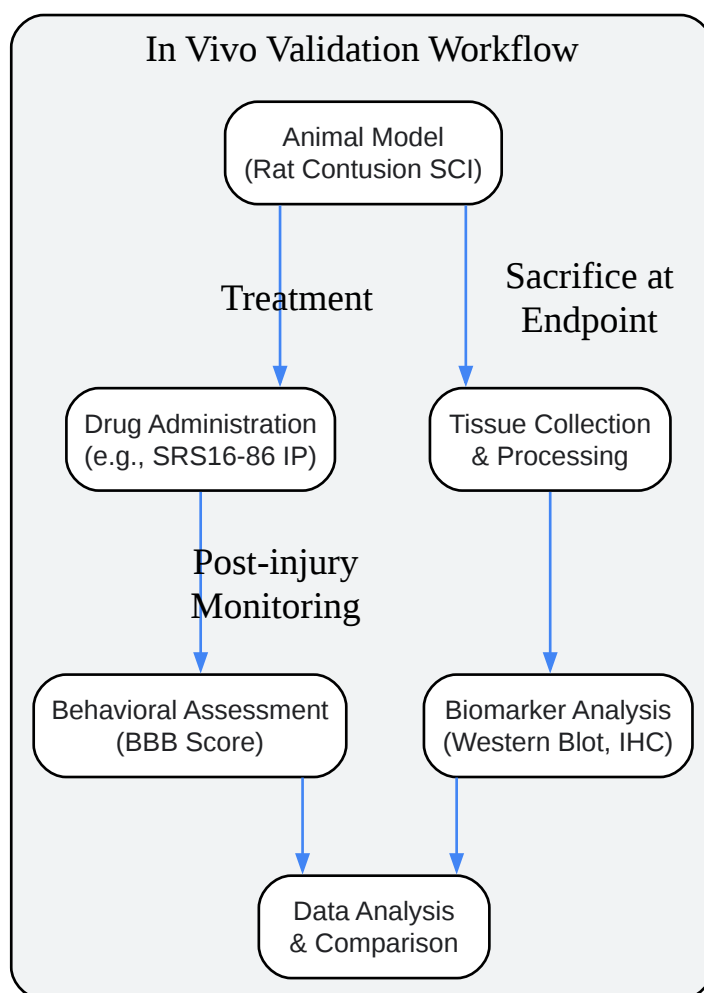 In Vivo Validation Workflow
Animal Model
(Rat Contusion SCI)
Treatment
Sacrifice at
Endpoint
Drug Administration
(e.g., SRS16-86 IP)
Tissue Collection
& Processing
Post-injury
Monitoring
Behavioral Assessment
(BBB Score)
Biomarker Analysis
(Western Blot, IHC)
Data Analysis
& Comparison